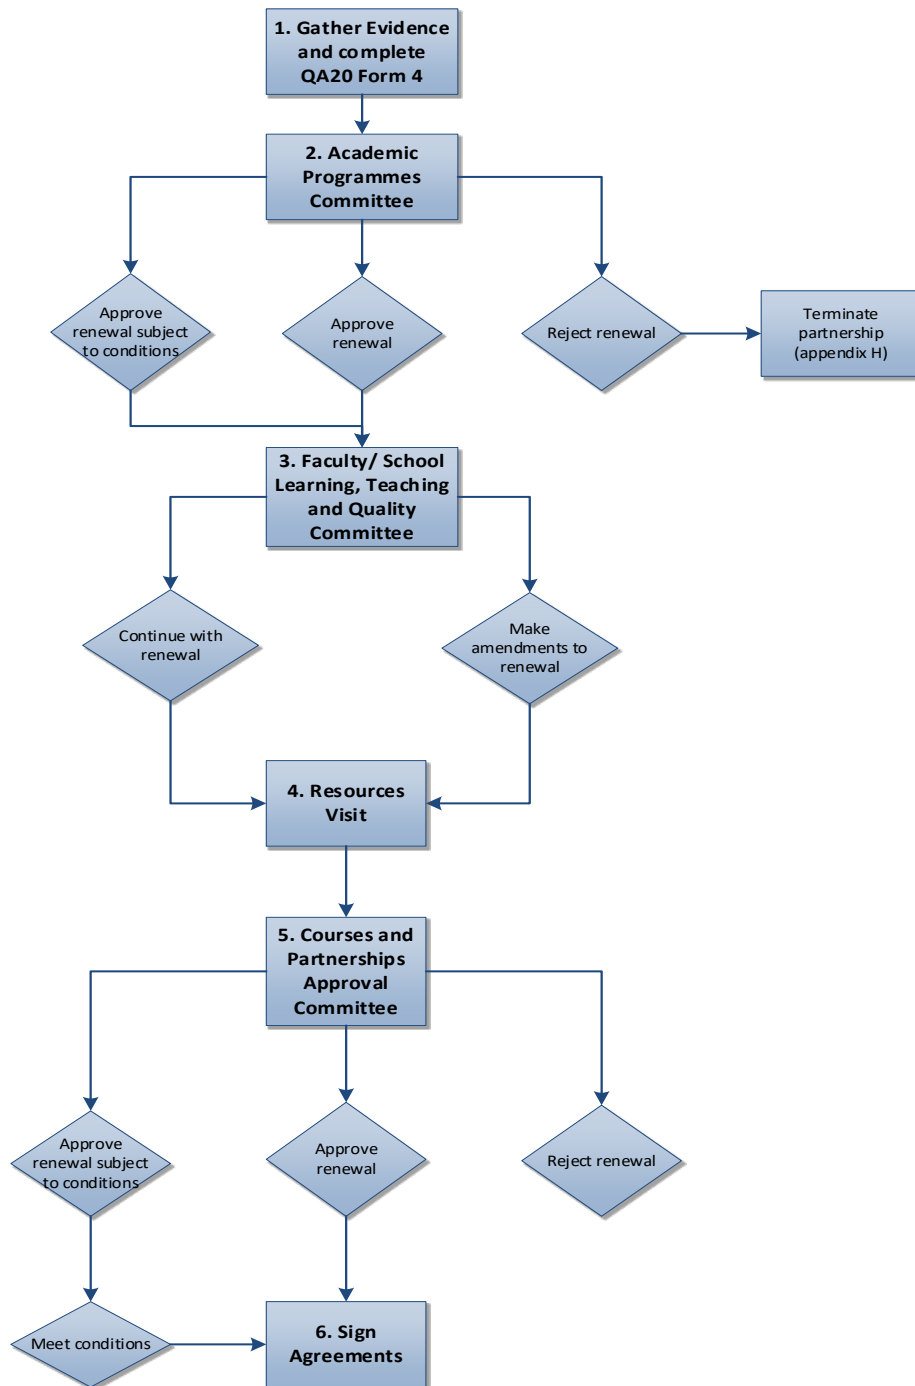 1. Gather Evidence
and complete
QA20 Form 4
2. Academic
Programmes
Committee
Approve
renewal subject
to conditions
Approve
renewal
Reject renewal
Terminate
partnership
(appendix H)
3. Faculty/ School
Learning, Teaching
and Quality
Committee
Continue with
renewal
Make
amendments to
renewal
4. Resources
Visit
5. Courses and
Partnerships
Approval
Committee
Approve
renewal subject
to conditions
Approve
renewal
Reject renewal
Meet conditions
6. Sign
Agreements